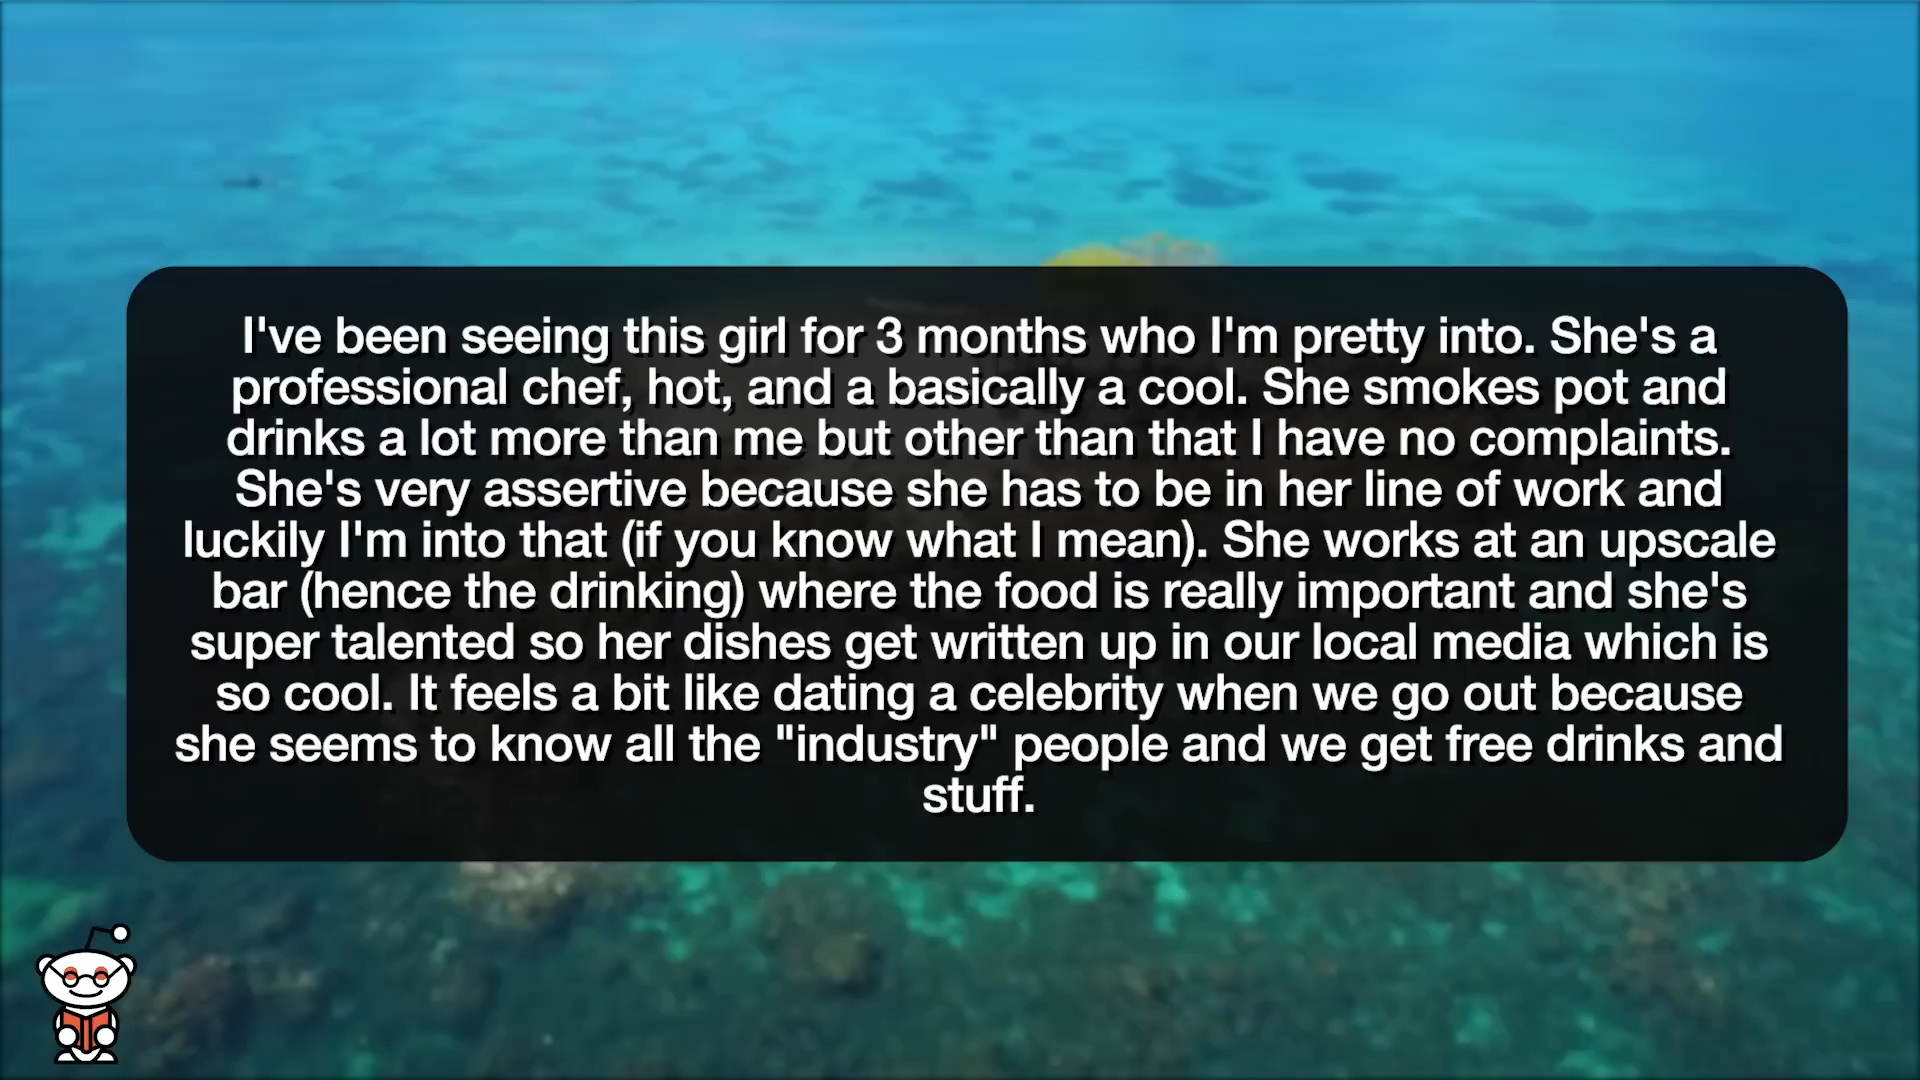 I've been seeing this girl for 3 months who I'm pretty into. She's a
professional chef, hot, and a basically a cool. She smokes pot and
drinks a lot more than me but other than that I have no complaints.
She's very assertive because she has to be in her line of work and
luckily I'm into that (if you know what I mean). She works at an upscale
bar (hence the drinking) where the food is really important and she's
super talented so her dishes get written up in our local media which is
so cool. It feels a bit like dating a celebrity when we go out because
she seems to know all the "industry" people and we get free drinks and
stuff.